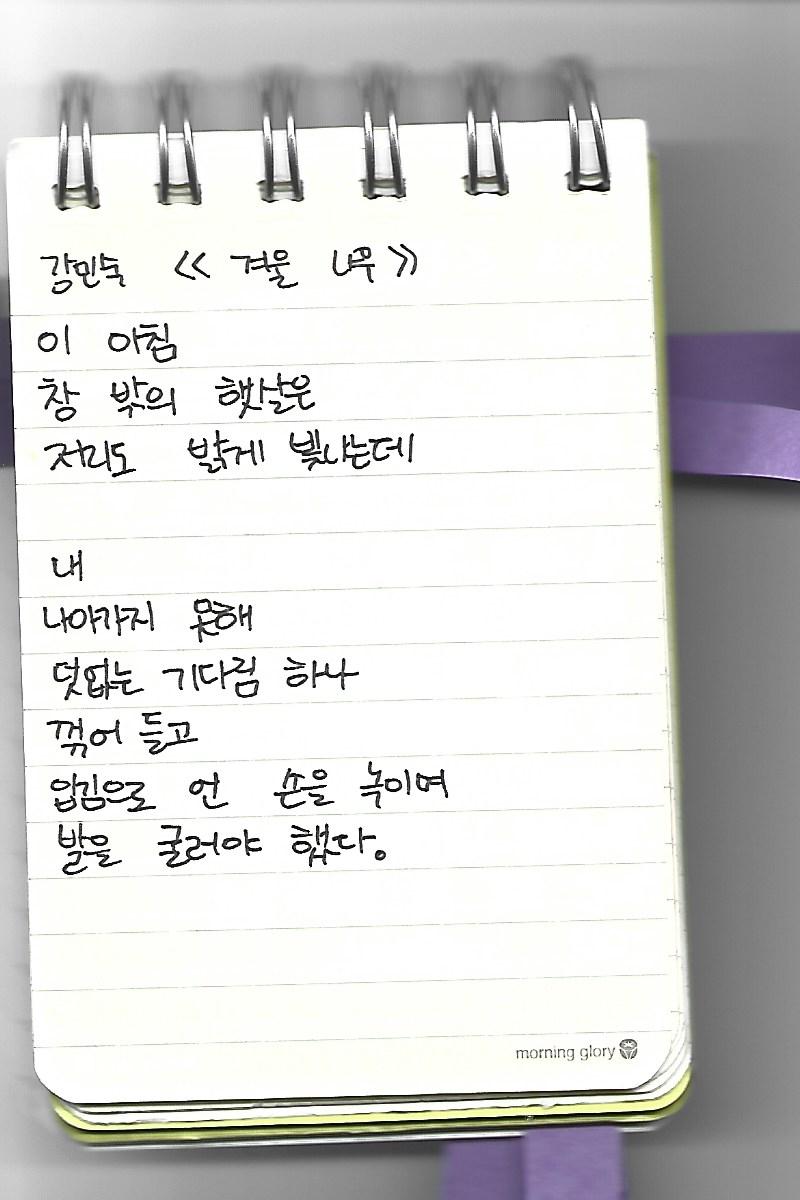 강민숙 《 겨울 나무 》
이 아침
창 밖의 햇살은
저리도 밝게 빛나는데
내
나아가지 못해
덧없는 기다림 하나
꺾어 들고
입김으로 언 손을 녹이며
발을 굴러야 했다。
morning glory